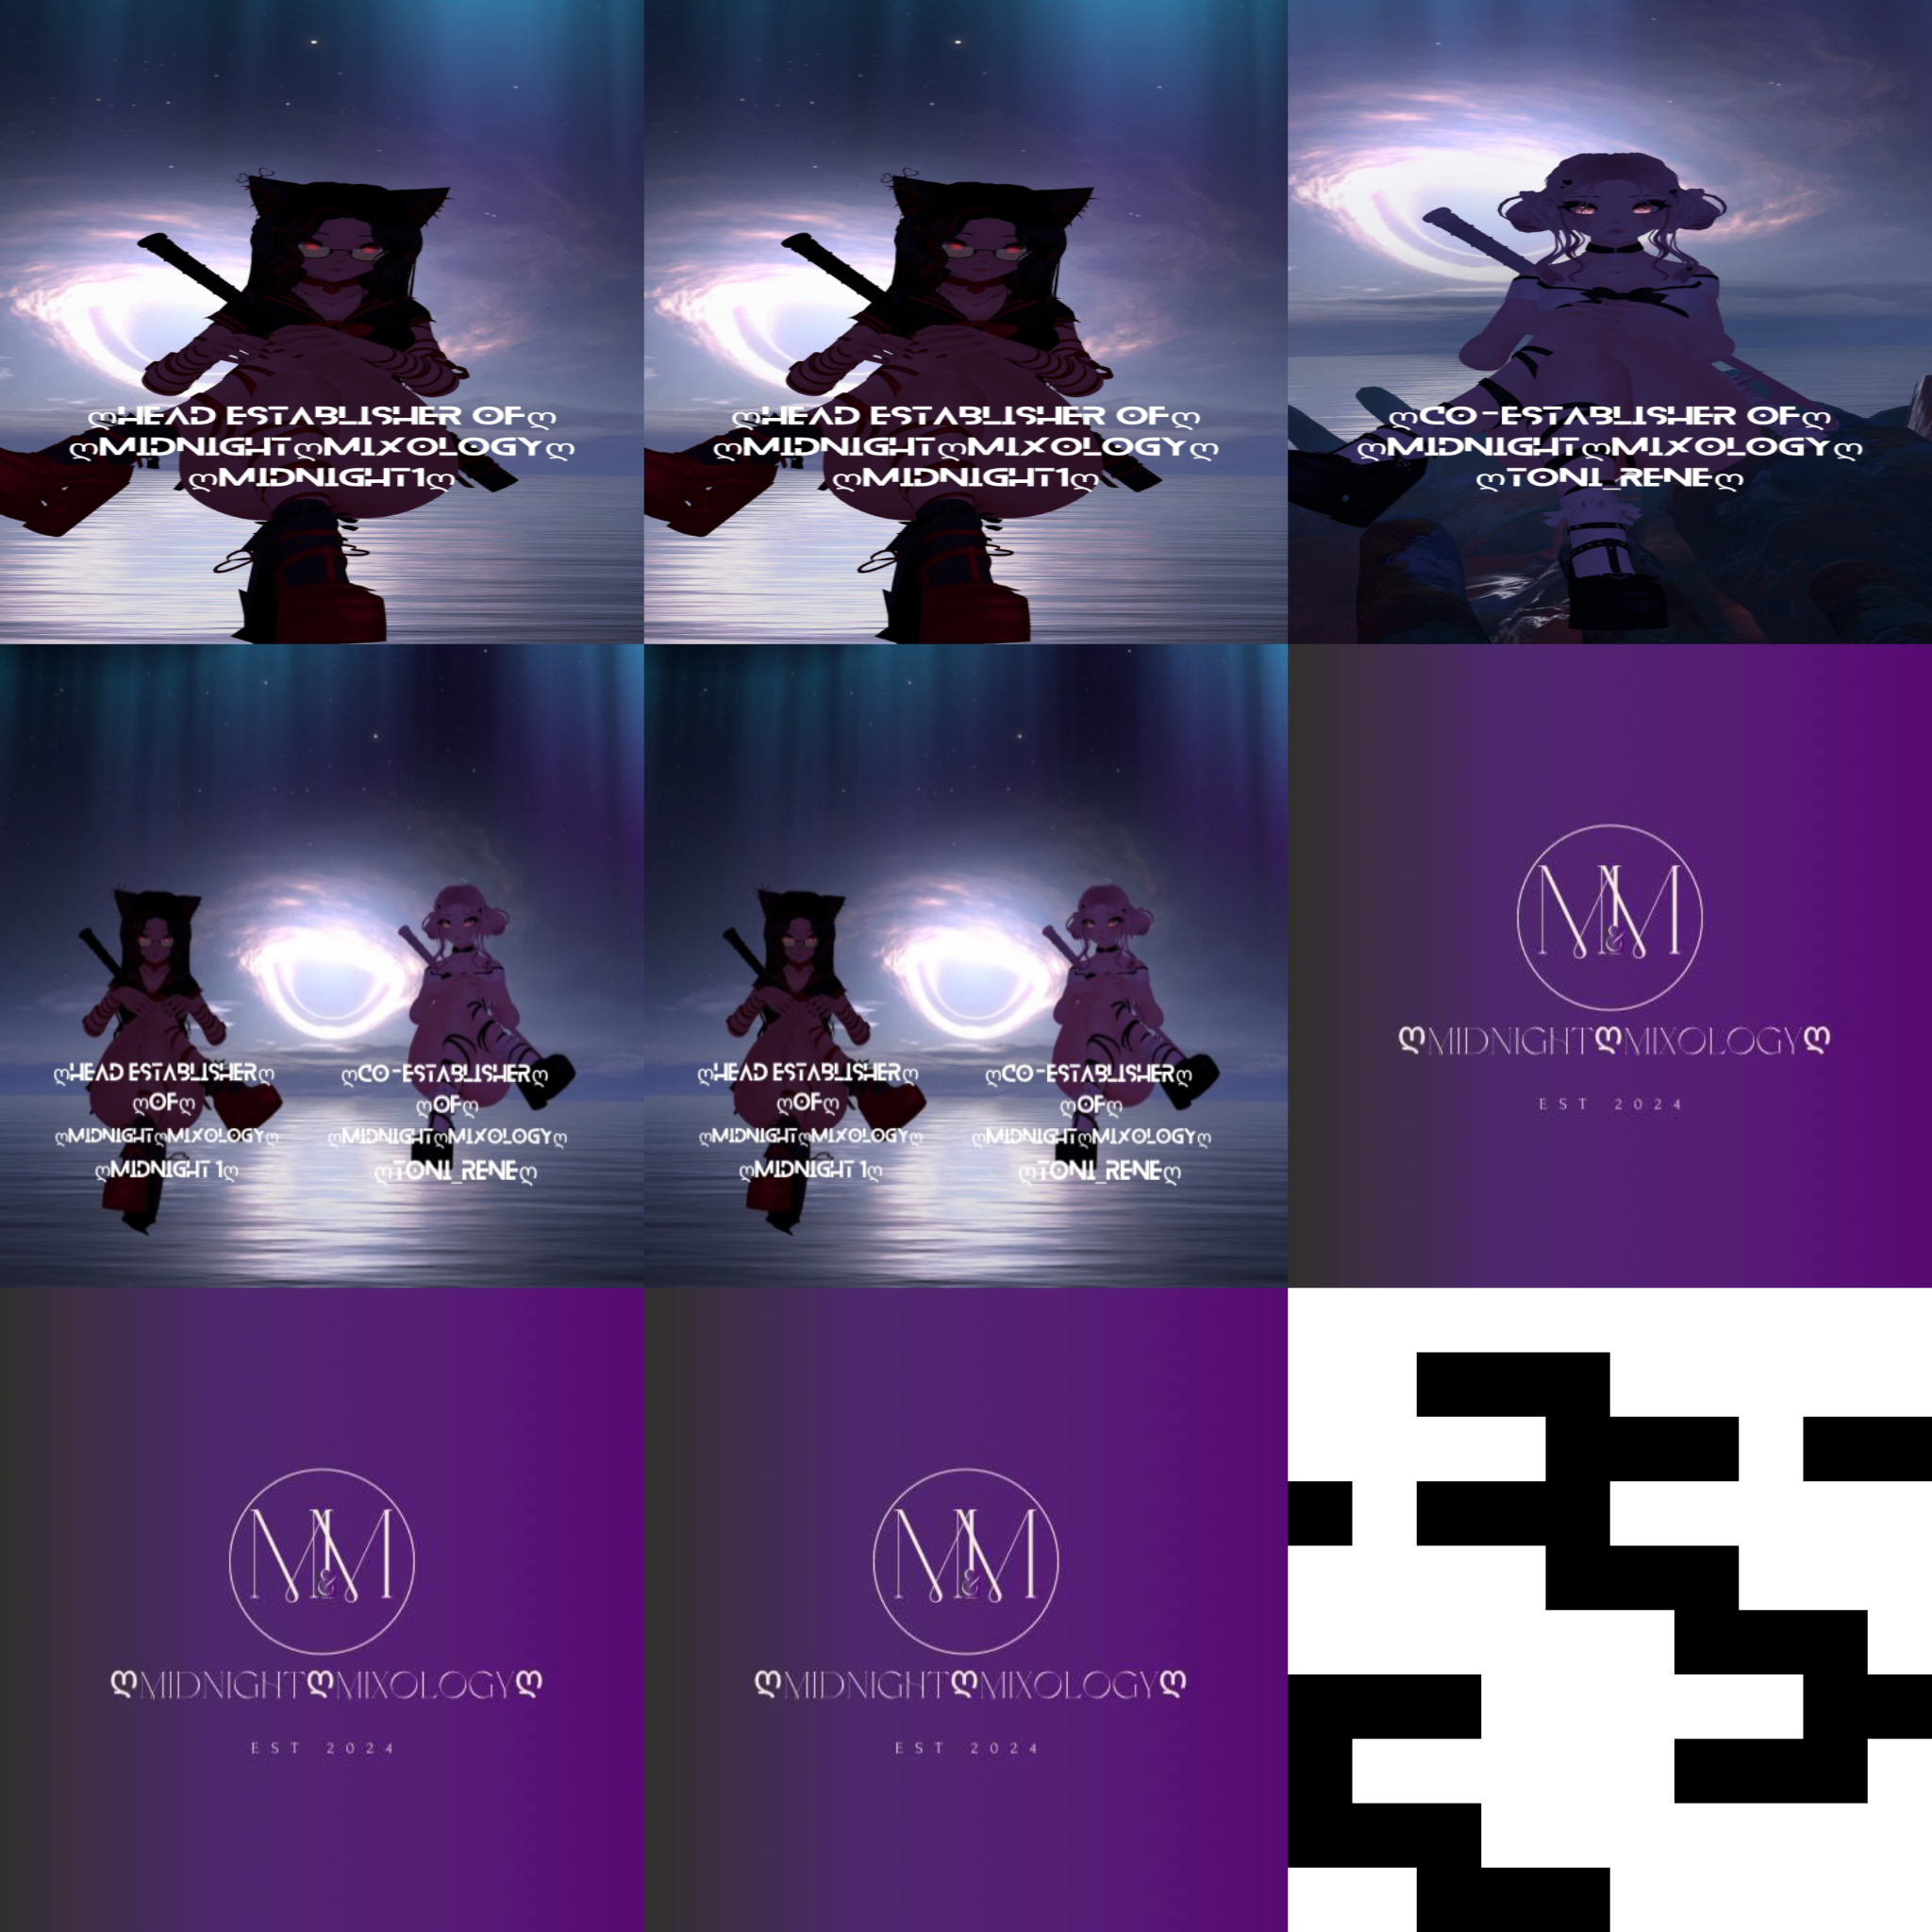 ღHEAD ESTABLISHER OFღ
ღMIDNIGHTღMIXOLOGYღ
ღMIDNIGHT1ღ
ღHEAD ESTABLISHER OFღ
ღMIDNIGHTღMIXOLOGYღ
ღMIDNIGHT1ღ
ღCO-ESTABLISHER OFღ
ღMIDNIGHTღMIXOLOGYღ
ღTONI_RENEღ
ღHEAD ESTABLISHERღ
ღOFღ
ღMIDNIGHTღMIXOLOGYღ
ღMIDNIGHT 1ღ
ღCO-ESTABLISHERღ
ღOFღ
ღMIDNIGHTღMIXOLOGYღ
ღTONI_RENEღ
ღHEAD ESTABLISHERღ
ღOFღ
ღMIDNIGHTღMIXOLOGYღ
ღMIDNIGHT 1ღ
ღCO-ESTABLISHERღ
ღOFღ
ღMIDNIGHTღMIXOLOGYღ
ღTONI_RENEღ
M&M
ღMIDNIGHTღMIXOLOGYღ
EST 2024
M&M
ღMIDNIGHTღMIXOLOGYღ
EST 2024
M&M
ღMIDNIGHTღMIXOLOGYღ
EST 2024